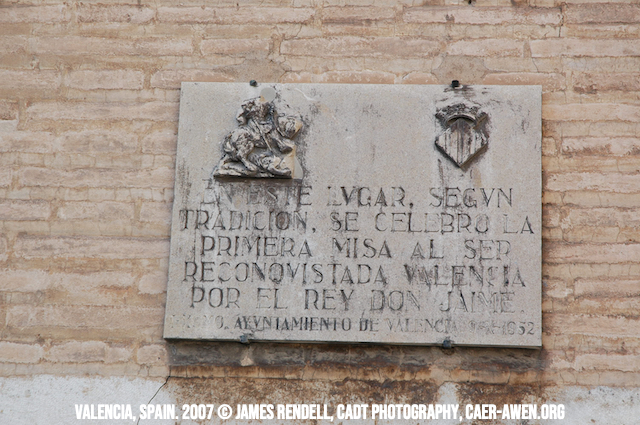 EN ESTE LVGAR, SEGVN
TRADICION, SE CELEBRO LA
PRIMERA MISA AL SER
RECONQVISTADA VALENCIA
POR EL REY DON JAIME.
AYVNTAMIENTO DE VALENCIA 1952
VALENCIA, SPAIN. 2007 © JAMES RENDELL, CADT PHOTOGRAPHY, CAER-AWEN.ORG